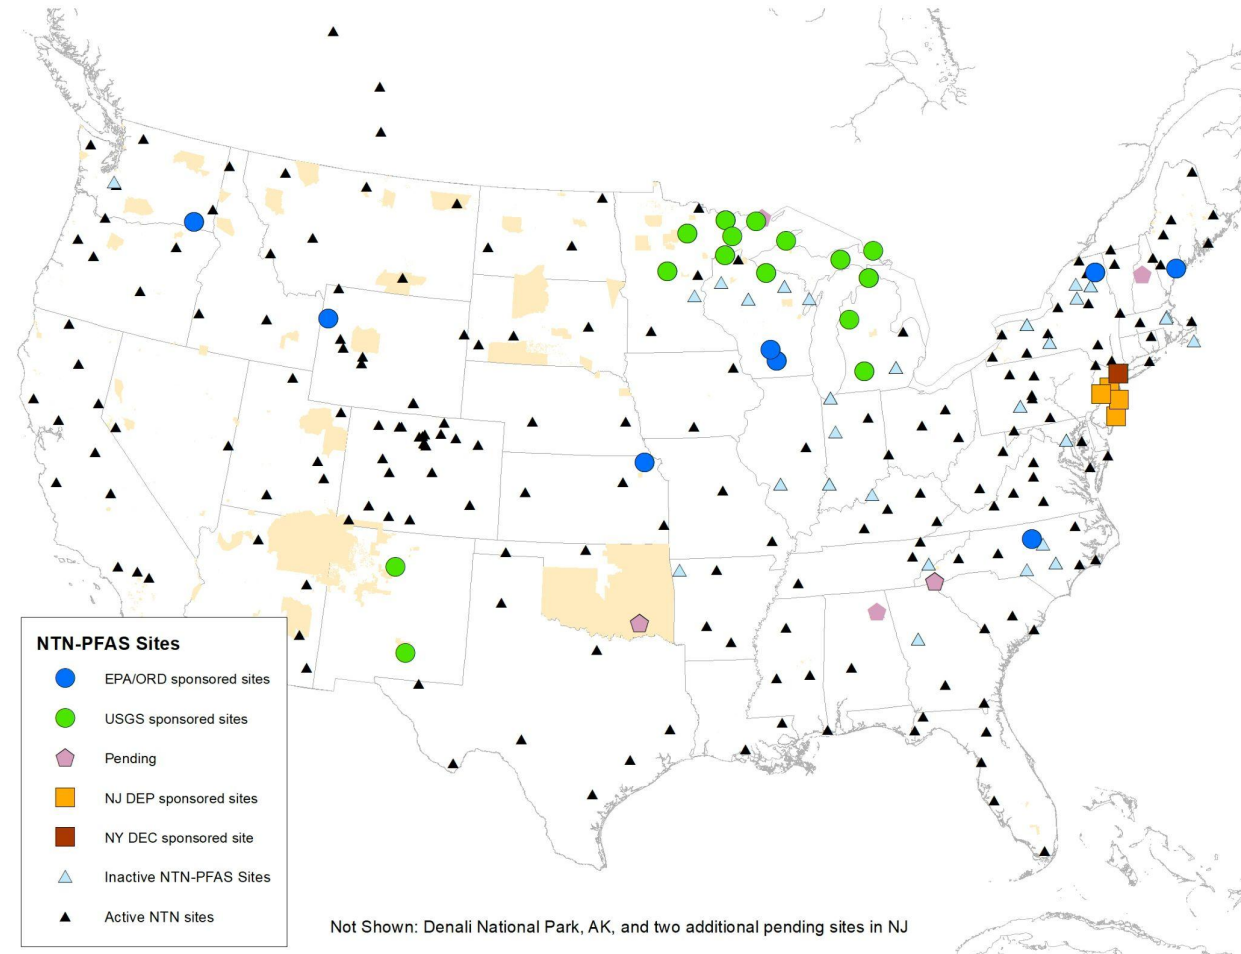 NTN-PFAS Sites
EPA/ORD sponsored sites
USGS sponsored sites
Pending
NJ DEP sponsored sites
NY DEC sponsored site
Inactive NTN-PFAS Sites
Active NTN sites
Not Shown: Denali National Park, AK, and two additional pending sites in NJ